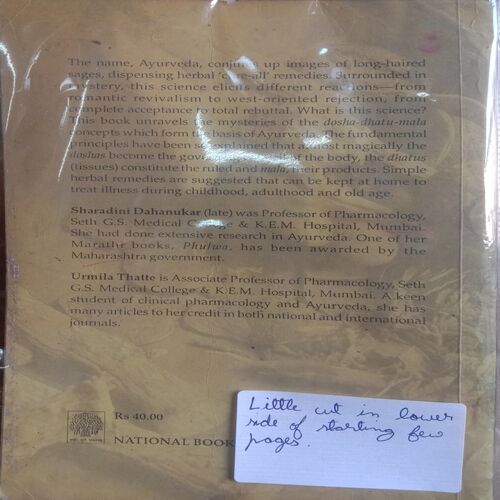 The name, Ayurveda, conjures up images of long-haired
sages, dispensing herbal 'cure-all' remedies. Surrounded in
mystery, this science elicits different reactions—from
romantic revivalism to west-oriented rejection, from
complete acceptance to total rebuttal. What is this science?
This book unravels the mysteries of the dosha-dhatu-mala
concepts which form the basis of Ayurveda. The fundamental
principles have been so explained that almost magically the
doshas become the governing of the body, the dhatus
(tissues) constitute the ruled and mala, their products. Simple
herbal remedies are suggested that can be kept at home to
treat illness during childhood, adulthood and old age.
Sharadini Dahanukar (late) was Professor of Pharmacology,
Seth G.S. Medical College & K.E.M. Hospital, Mumbai.
She had done extensive research in Ayurveda. One of her
Marathi books, Phulwa, has been awarded by the
Maharashtra government.
Urmila Thatte is Associate Professor of Pharmacology, Seth
G.S. Medical College & K.E.M. Hospital, Mumbai. A keen
student of clinical pharmacology and Ayurveda, she has
many articles to her credit in both national and international
journals.
Rs 40.00
NATIONAL BOOK
Little cut in lower
side of starting few
pages.